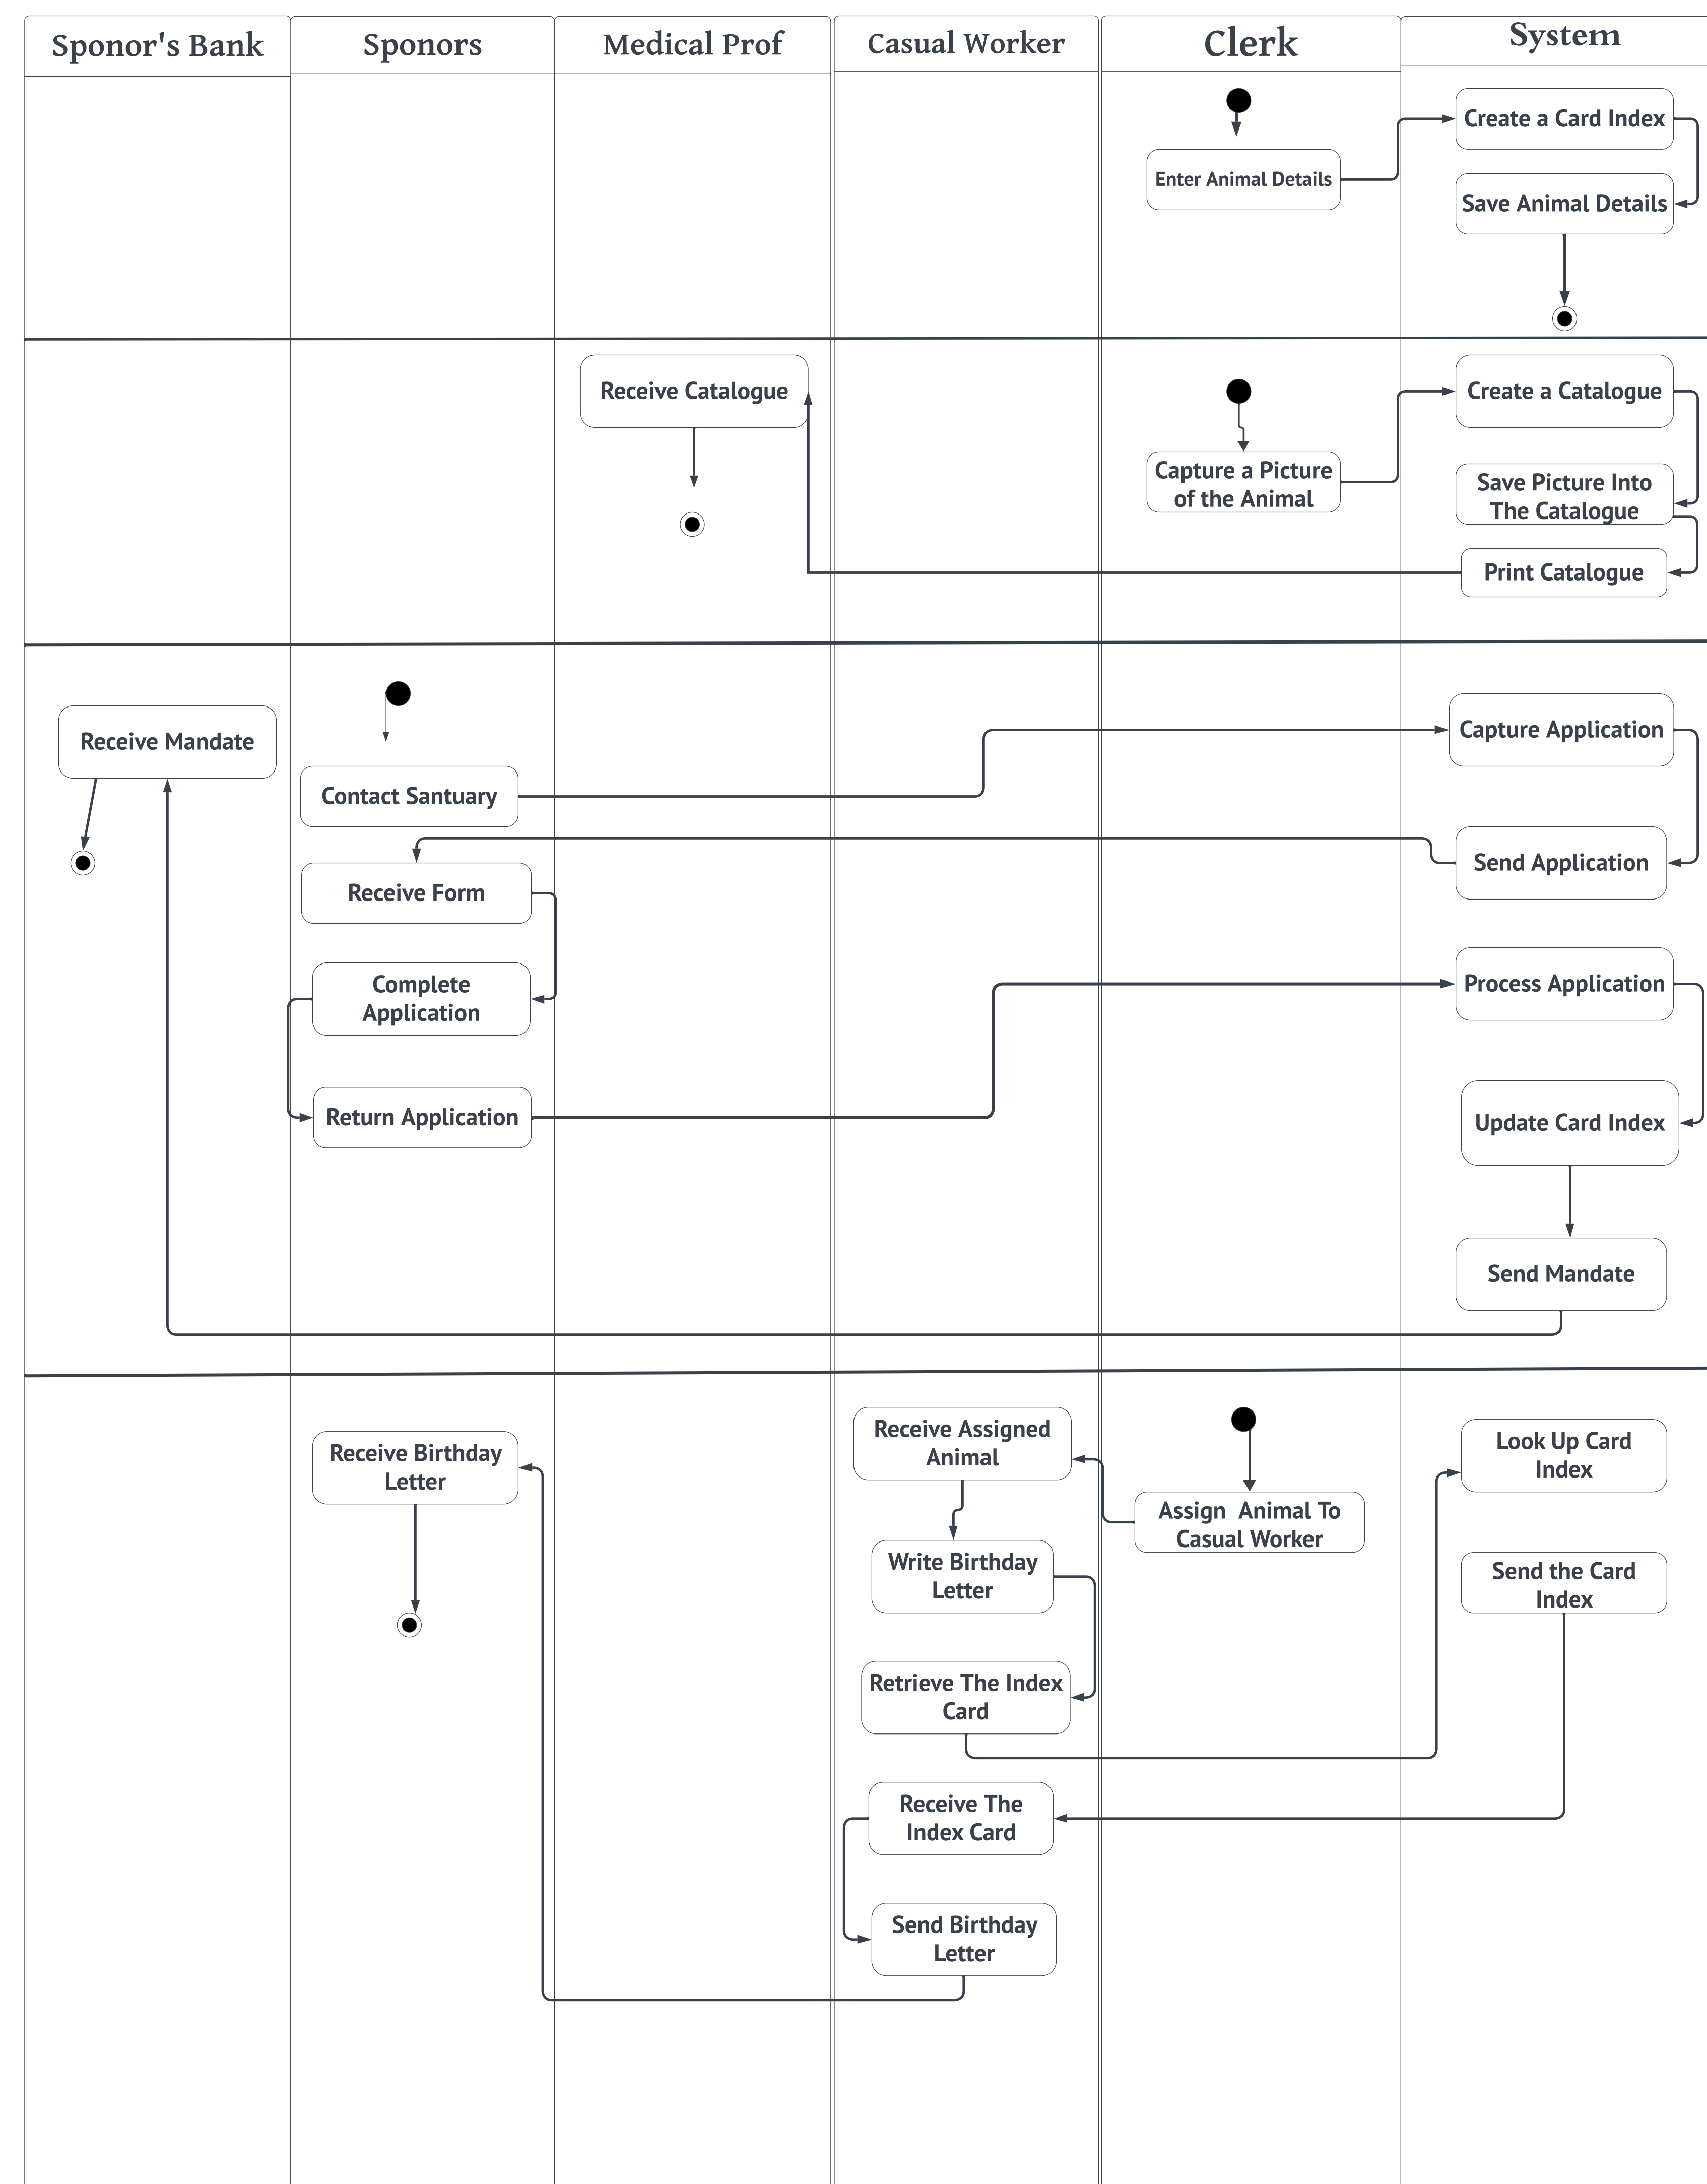 Sponor's Bank
Sponors
Medical Prof
Casual Worker
Clerk
System
Create a Card Index
Enter Animal Details
Save Animal Details
Receive Catalogue
Create a Catalogue
Capture a Picture
of the Animal
Save Picture Into
The Catalogue
Print Catalogue
Receive Mandate
Capture Application
Contact Santuary
Send Application
Receive Form
Complete
Application
Process Application
Return Application
Update Card Index
Send Mandate
Receive Birthday
Letter
Receive Assigned
Animal
Look Up Card
Index
Assign  Animal To
Casual Worker
Write Birthday
Letter
Send the Card
Index
Retrieve The Index
Card
Receive The
Index Card
Send Birthday
Letter